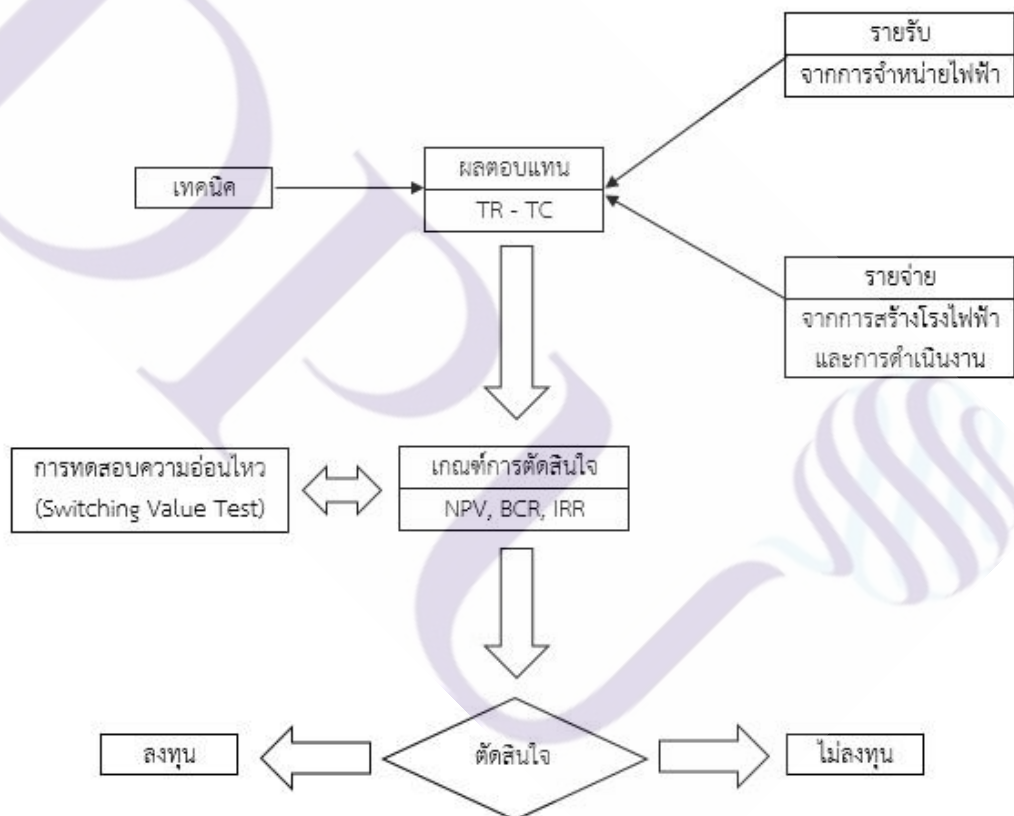 รายรับ
จากการจำหน่ายไฟฟ้า
ผลตอบแทน
เทคนิค
TR - TC
รายจ่าย
จากการสร้างโรงไฟฟ้า
และการดำเนินงาน
การทดสอบความอ่อนไหว
(Switching Value Test)
เกณฑ์การตัดสินใจ
NPV, BCR, IRR
ลงทุน
ตัดสินใจ
ไม่ลงทุน
DPU